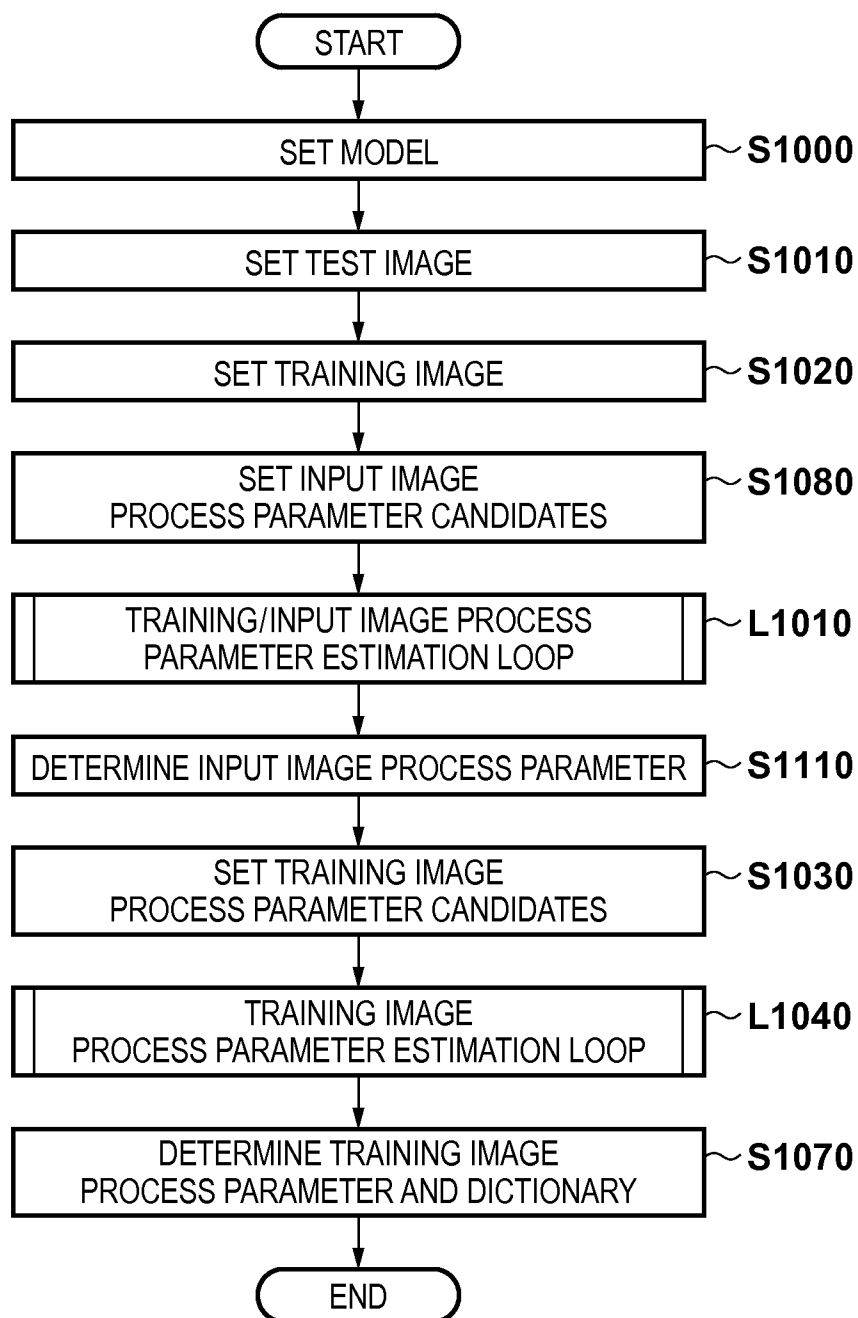 START
SET MODEL
S1000
SET TEST IMAGE
S1010
SET TRAINING IMAGE
S1020
SET INPUT IMAGE
PROCESS PARAMETER CANDIDATES
S1080
TRAINING/INPUT IMAGE PROCESS
PARAMETER ESTIMATION LOOP
L1010
DETERMINE INPUT IMAGE PROCESS PARAMETER
S1110
SET TRAINING IMAGE
PROCESS PARAMETER CANDIDATES
S1030
TRAINING IMAGE
PROCESS PARAMETER ESTIMATION LOOP
L1040
DETERMINE TRAINING IMAGE
PROCESS PARAMETER AND DICTIONARY
S1070
END